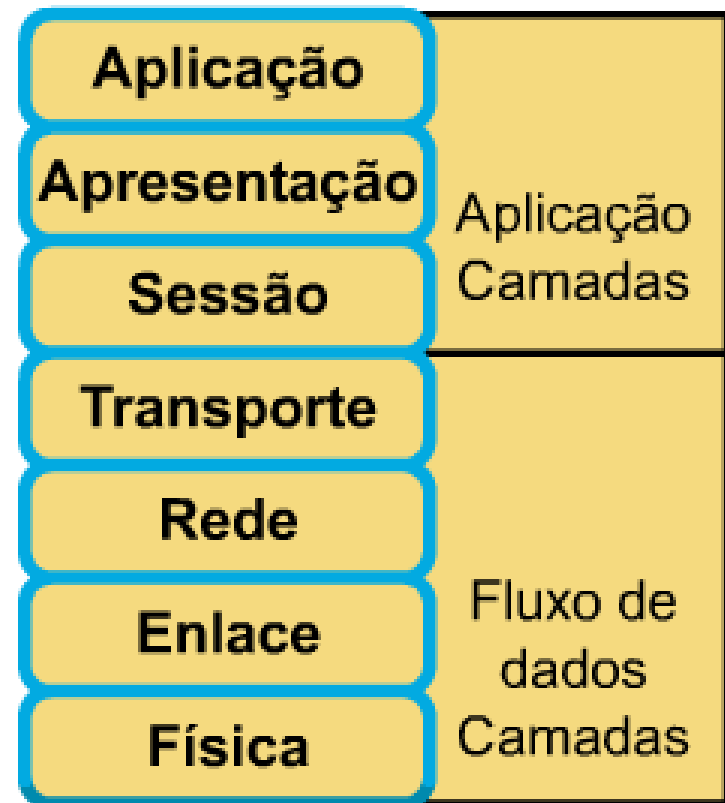 Aplicação
Apresentação
Sessão
Transporte
Rede
Enlace
Física
Aplicação
Camadas
Fluxo de
dados
Camadas